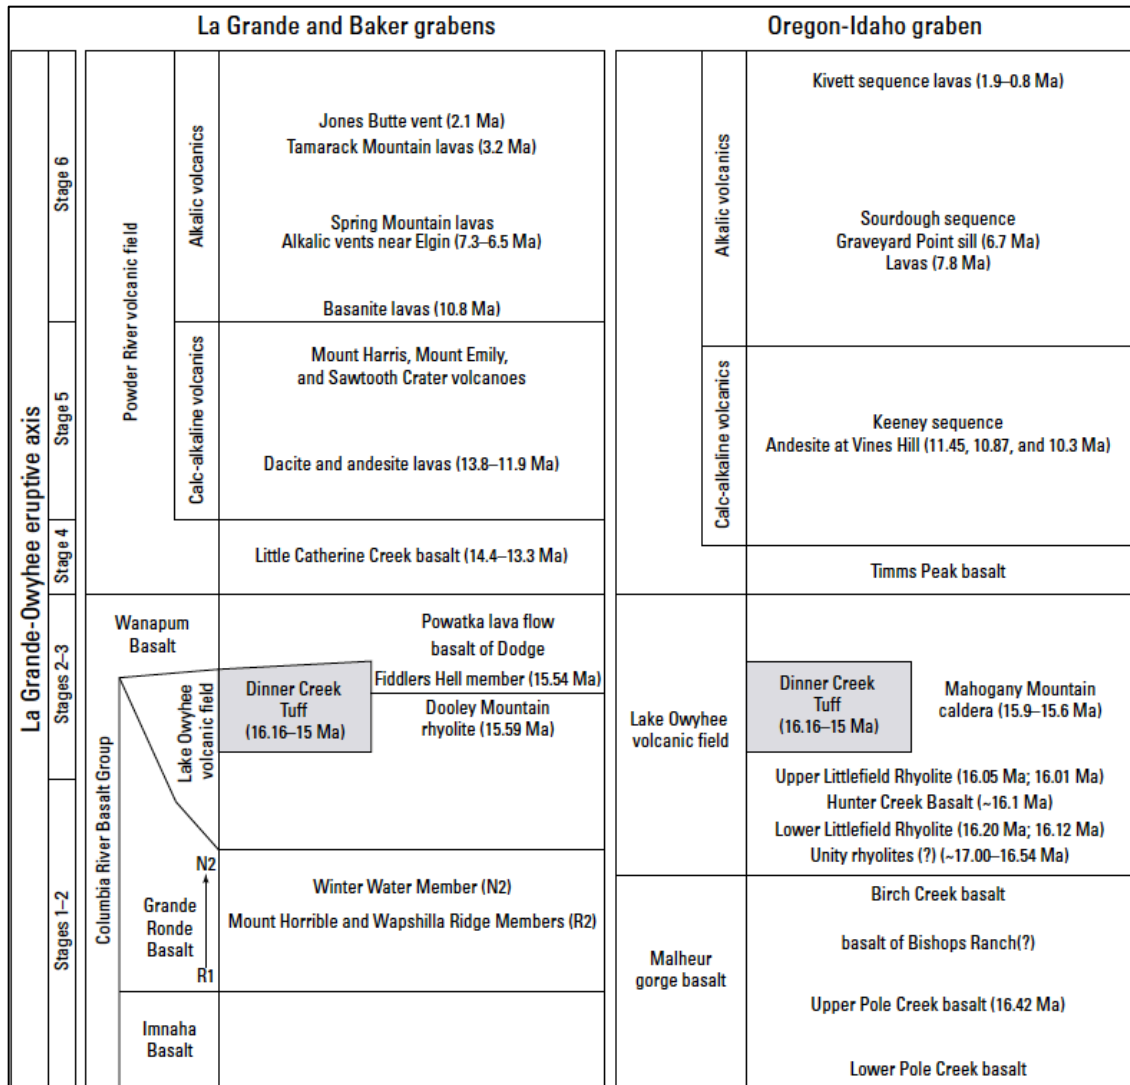 La Grande and Baker grabens
Oregon-Idaho graben
La Grande-Owyhee eruptive axis
Stage 6
Stage 5
Stage 4
Stages 2–3
Stages 1–2
Powder River volcanic field
Alkalic volcanics
Jones Butte vent (2.1 Ma)
Tamarack Mountain lavas (3.2 Ma)
Spring Mountain lavas
Alkalic vents near Elgin (7.3–6.5 Ma)
Basanite lavas (10.8 Ma)
Calc-alkaline volcanics
Mount Harris, Mount Emily,
and Sawtooth Crater volcanoes
Dacite and andesite lavas (13.8–11.9 Ma)
Little Catherine Creek basalt (14.4–13.3 Ma)
Columbia River Basalt Group
Wanapum
Basalt
Lake Owyhee
volcanic field
Dinner Creek
Tuff
(16.16–15 Ma)
Powatka lava flow
basalt of Dodge
Fiddlers Hell member (15.54 Ma)
Dooley Mountain
rhyolite (15.59 Ma)
N2
Grande
Ronde
Basalt
R1
Winter Water Member (N2)
Mount Horrible and Wapshilla Ridge Members (R2)
Imnaha
Basalt
Alkalic volcanics
Kivett sequence lavas (1.9–0.8 Ma)
Sourdough sequence
Graveyard Point sill (6.7 Ma)
Lavas (7.8 Ma)
Calc-alkaline volcanics
Keeney sequence
Andesite at Vines Hill (11.45, 10.87, and 10.3 Ma)
Timms Peak basalt
Lake Owyhee
volcanic field
Dinner Creek
Tuff
(16.16–15 Ma)
Mahogany Mountain
caldera (15.9–15.6 Ma)
Upper Littlefield Rhyolite (16.05 Ma; 16.01 Ma)
Hunter Creek Basalt (~16.1 Ma)
Lower Littlefield Rhyolite (16.20 Ma; 16.12 Ma)
Unity rhyolites (?) (~17.00–16.54 Ma)
Malheur
gorge basalt
Birch Creek basalt
basalt of Bishops Ranch(?)
Upper Pole Creek basalt (16.42 Ma)
Lower Pole Creek basalt